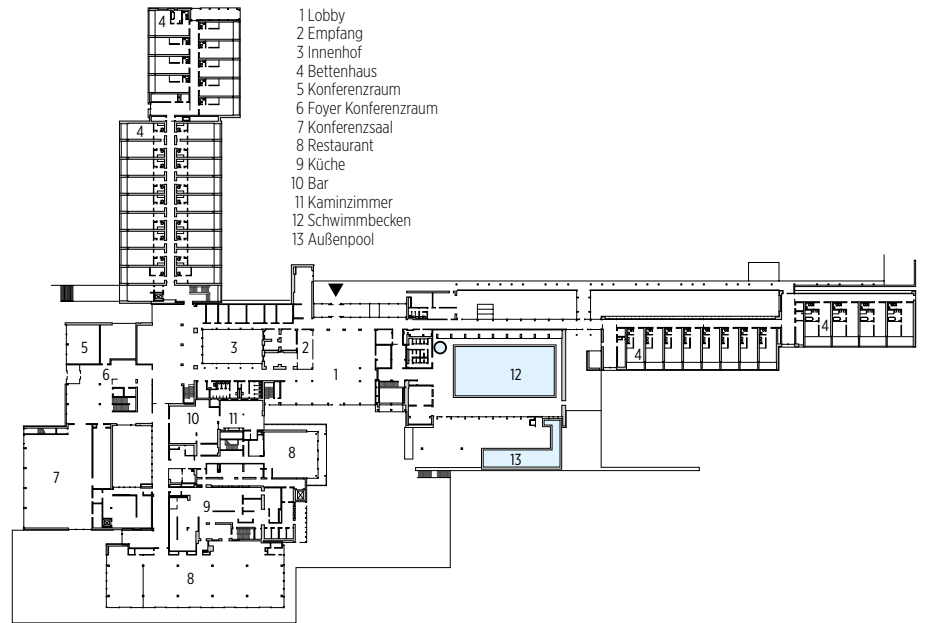 1 Lobby
2 Empfang
3 Innenhof
4 Bettenhaus
5 Konferenzraum
6 Foyer Konferenzraum
7 Konferenzsaal
8 Restaurant
9 Küche
10 Bar
11 Kaminzimmer
12 Schwimmbecken
13 Außenpool
4
4
4
4
5
3
2
1
12
6
10
11
8
13
7
9
8